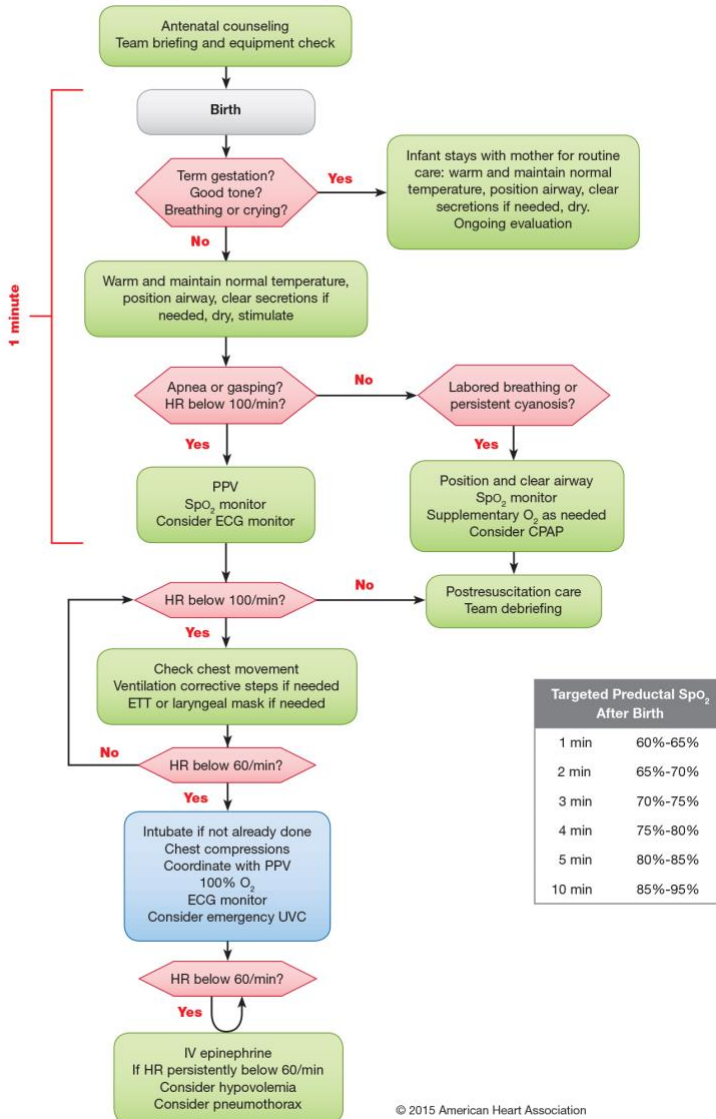 Antenatal counseling
Team briefing and equipment check
Birth
1 minute
Term gestation?
Good tone?
Breathing or crying?
Yes
Infant stays with mother for routine
care: warm and maintain normal
temperature, position airway, clear
secretions if needed, dry.
Ongoing evaluation
No
Warm and maintain normal temperature,
position airway, clear secretions if
needed, dry, stimulate
Apnea or gasping?
HR below 100/min?
No
Labored breathing or
persistent cyanosis?
Yes
Yes
PPV
SpO₂ monitor
Consider ECG monitor
Position and clear airway
SpO₂ monitor
Supplementary O₂ as needed
Consider CPAP
HR below 100/min?
No
Postresuscitation care
Team debriefing
Yes
Check chest movement
Ventilation corrective steps if needed
ETT or laryngeal mask if needed
No
HR below 60/min?
Yes
Intubate if not already done
Chest compressions
Coordinate with PPV
100% O₂
ECG monitor
Consider emergency UVC
HR below 60/min?
Yes
IV epinephrine
If HR persistently below 60/min
Consider hypovolemia
Consider pneumothorax
Targeted Preductal SpO₂
After Birth
1 min 60%-65%
2 min 65%-70%
3 min 70%-75%
4 min 75%-80%
5 min 80%-85%
10 min 85%-95%
© 2015 American Heart Association